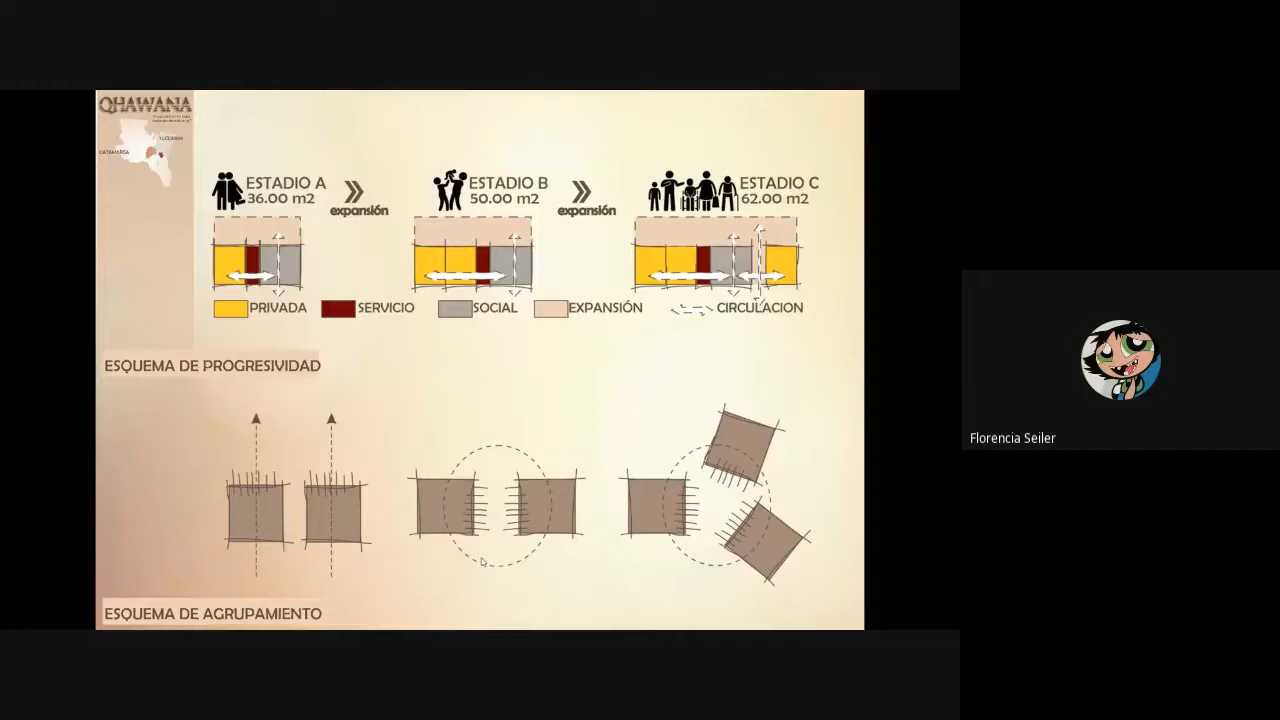 QHAWANA
TUCUMAN
CATAMARCA
ESTADIO A
36.00 m2
expansión
ESTADIO B
50.00 m2
expansión
ESTADIO C
62.00 m2
PRIVADA
SERVICIO
SOCIAL
EXPANSIÓN
CIRCULACION
ESQUEMA DE PROGRESIVIDAD
ESQUEMA DE AGRUPAMIENTO
Florencia Seiler